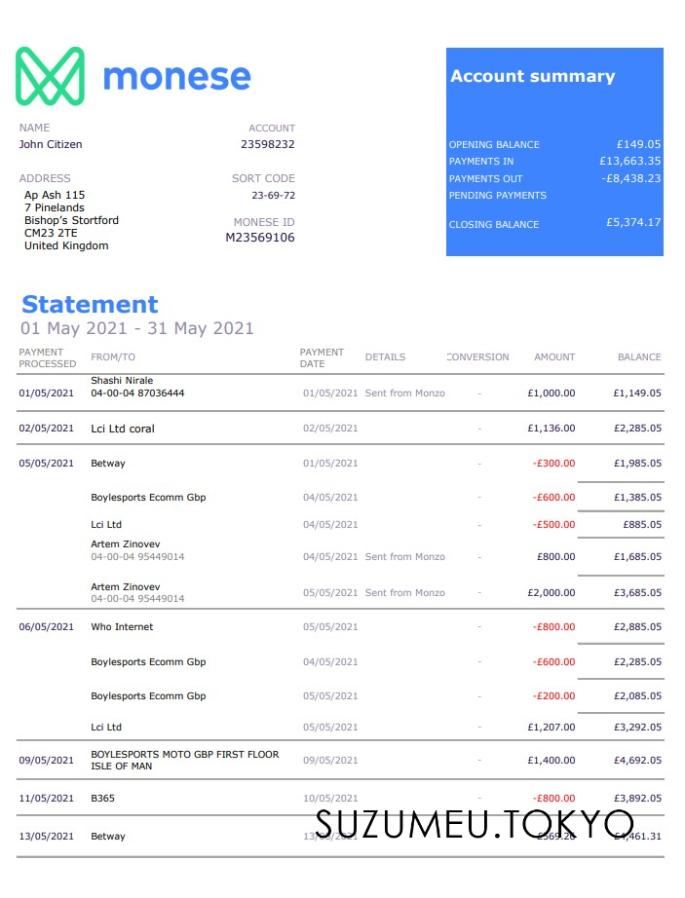 monese
Account summary
NAME ACCOUNT
John Citizen 23598232
OPENING BALANCE £149.05
PAYMENTS IN £13,663.35
PAYMENTS OUT -£8,438.23
PENDING PAYMENTS
CLOSING BALANCE £5,374.17
ADDRESS SORT CODE
Ap Ash 115 23-69-72
7 Pinelands
Bishop's Stortford MONESE ID
CM23 2TE M23569106
United Kingdom
Statement
01 May 2021 - 31 May 2021
PAYMENT PROCESSED FROM/TO PAYMENT DATE DETAILS CONVERSION AMOUNT BALANCE
Shashi Nirale
01/05/2021 04-00-04 87036444 01/05/2021 Sent from Monzo - £1,000.00 £1,149.05
02/05/2021 Lci Ltd coral 02/05/2021 - £1,136.00 £2,285.05
05/05/2021 Betway 01/05/2021 - -£300.00 £1,985.05
Boylesports Ecomm Gbp 04/05/2021 - -£600.00 £1,385.05
Lci Ltd 04/05/2021 - -£500.00 £885.05
Artem Zinovev
04-00-04 95449014 04/05/2021 Sent from Monzo - £800.00 £1,685.05
Artem Zinovev
04-00-04 95449014 05/05/2021 Sent from Monzo - £2,000.00 £3,685.05
06/05/2021 Who Internet 05/05/2021 - -£800.00 £2,885.05
Boylesports Ecomm Gbp 04/05/2021 - -£600.00 £2,285.05
Boylesports Ecomm Gbp 05/05/2021 - -£200.00 £2,085.05
Lci Ltd 05/05/2021 - £1,207.00 £3,292.05
09/05/2021 BOYLESPORTS MOTO GBP FIRST FLOOR 09/05/2021 - £1,400.00 £4,692.05
ISLE OF MAN
11/05/2021 B365 10/05/2021 - -£800.00 £3,892.05
SUZUMEU.TOKYO
13/05/2021 Betway 13/05/2021 £569.26 £4,461.31